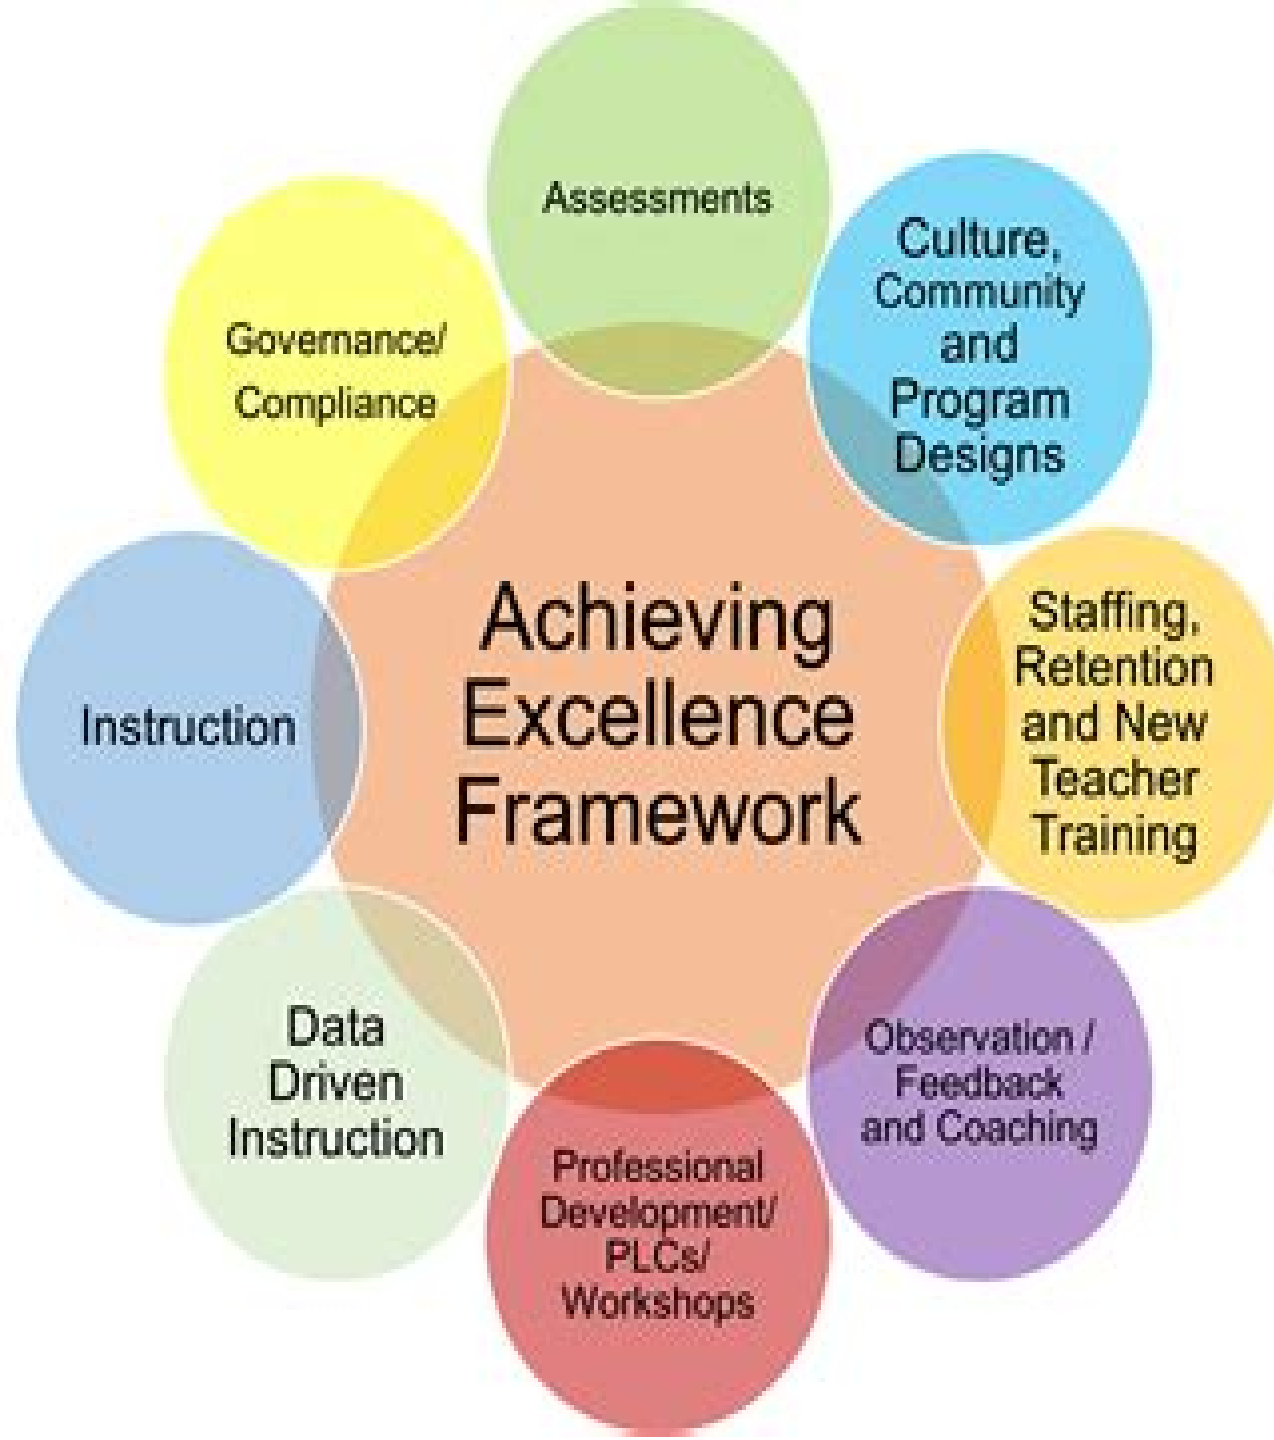 Assessments
Culture,
Community
and
Program
Designs
Staffing,
Retention
and New
Teacher
Training
Observation /
Feedback
and Coaching
Professional
Development/
PLCs/
Workshops
Data
Driven
Instruction
Instruction
Governance/
Compliance
Achieving
Excellence
Framework